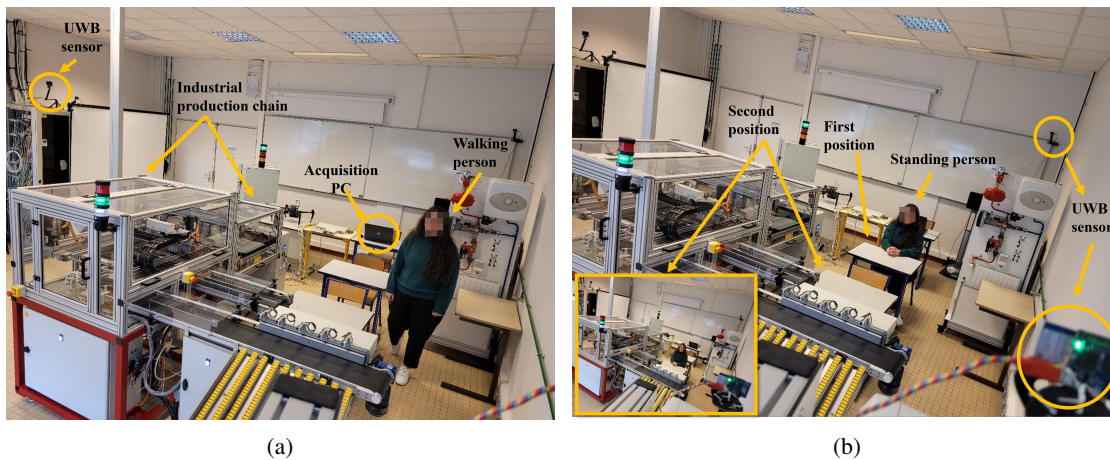 UWB
sensor
Industrial
production chain
Acquisition
PC
Walking
person
(a)
Second
position
First
position
Standing person
UWB
sensor
(b)